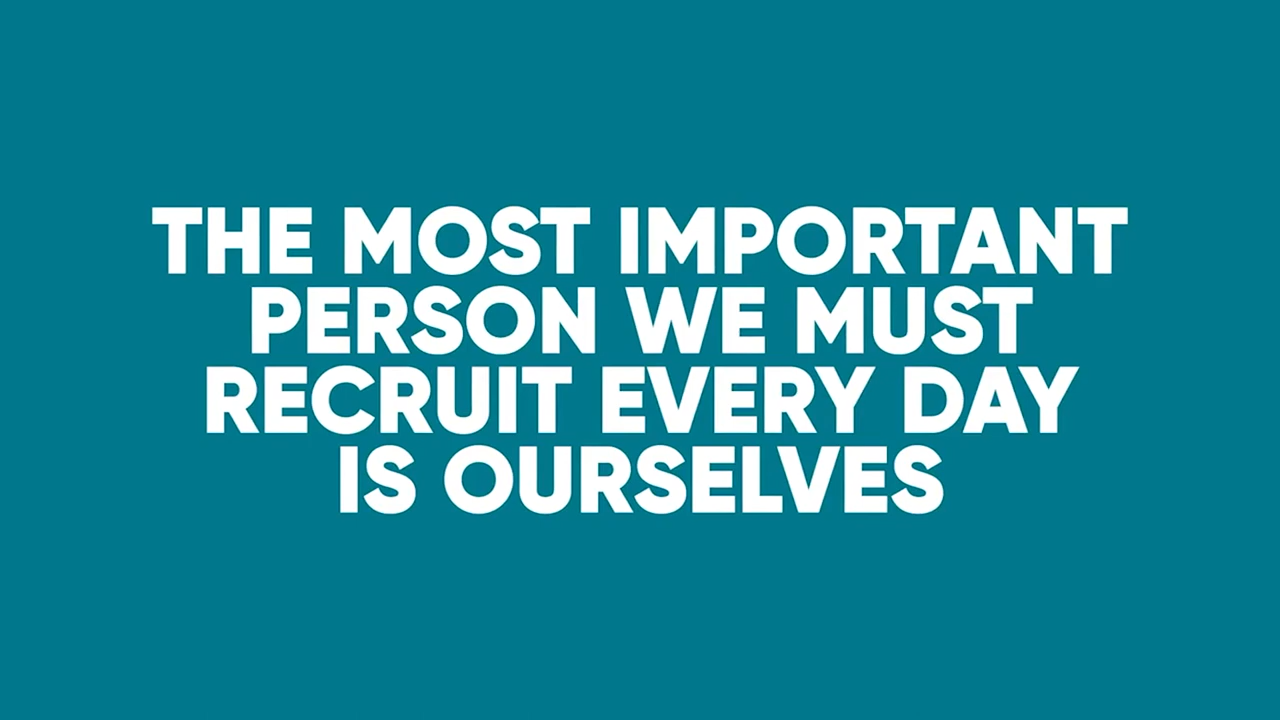 THE MOST IMPORTANT
PERSON WE MUST
RECRUIT EVERY DAY
IS OURSELVES